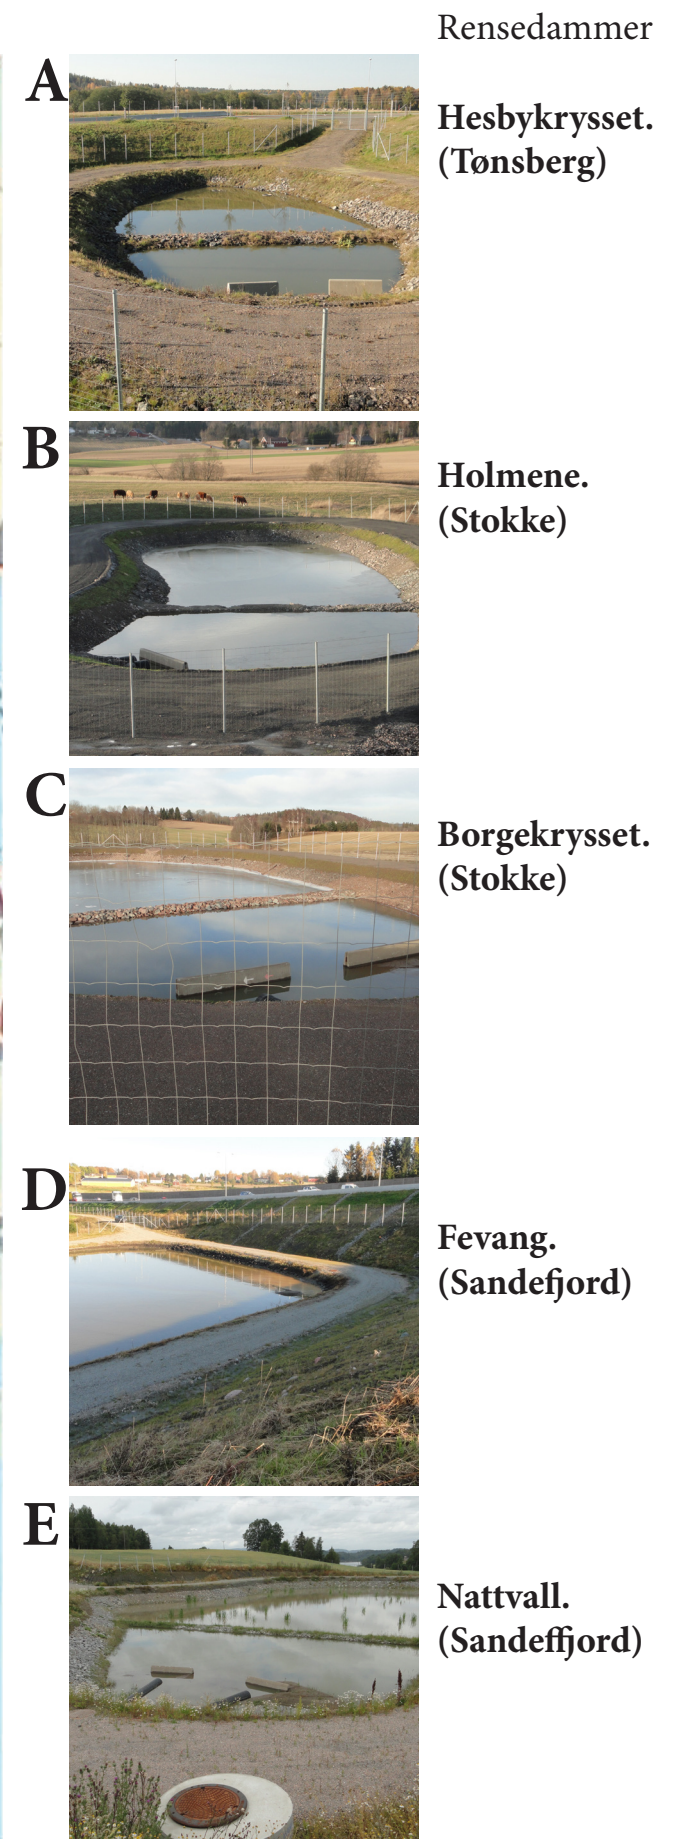 Rensedammer
A
Hesbykrysset.
(Tønsberg)
B
Holmene.
(Stokke)
C
Borgekrysset.
(Stokke)
D
Fevang.
(Sandefjord)
E
Nattvall.
(Sandeffjord)